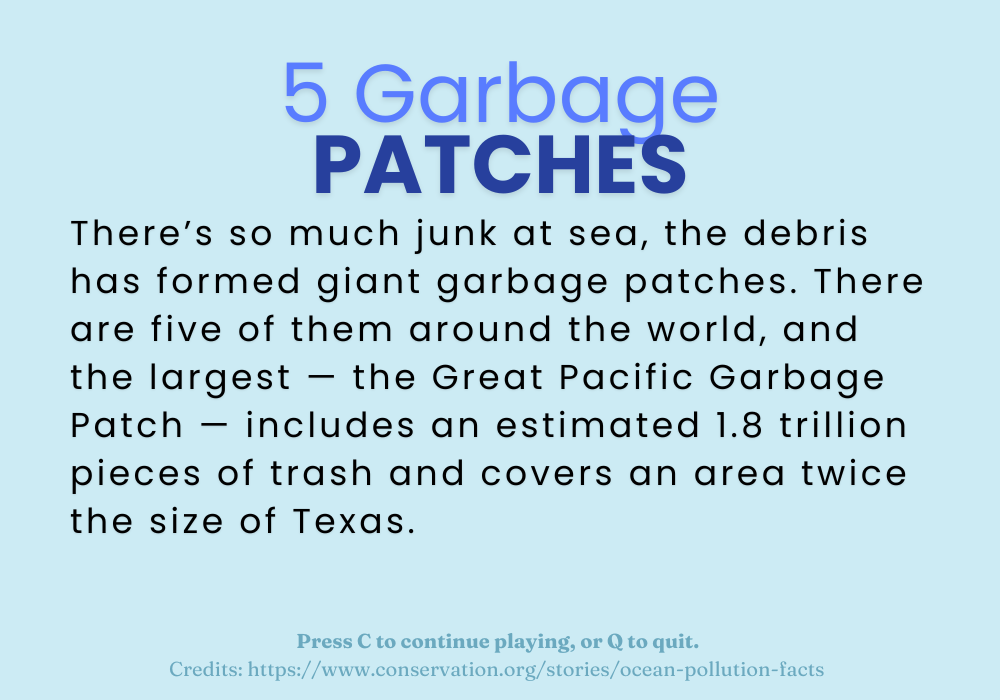 5 Garbage
PATCHES
There’s so much junk at sea, the debris
has formed giant garbage patches. There
are five of them around the world, and
the largest — the Great Pacific Garbage
Patch — includes an estimated 1.8 trillion
pieces of trash and covers an area twice
the size of Texas.
Press C to continue playing, or Q to quit.
Credits: https://www.conservation.org/stories/ocean-pollution-facts